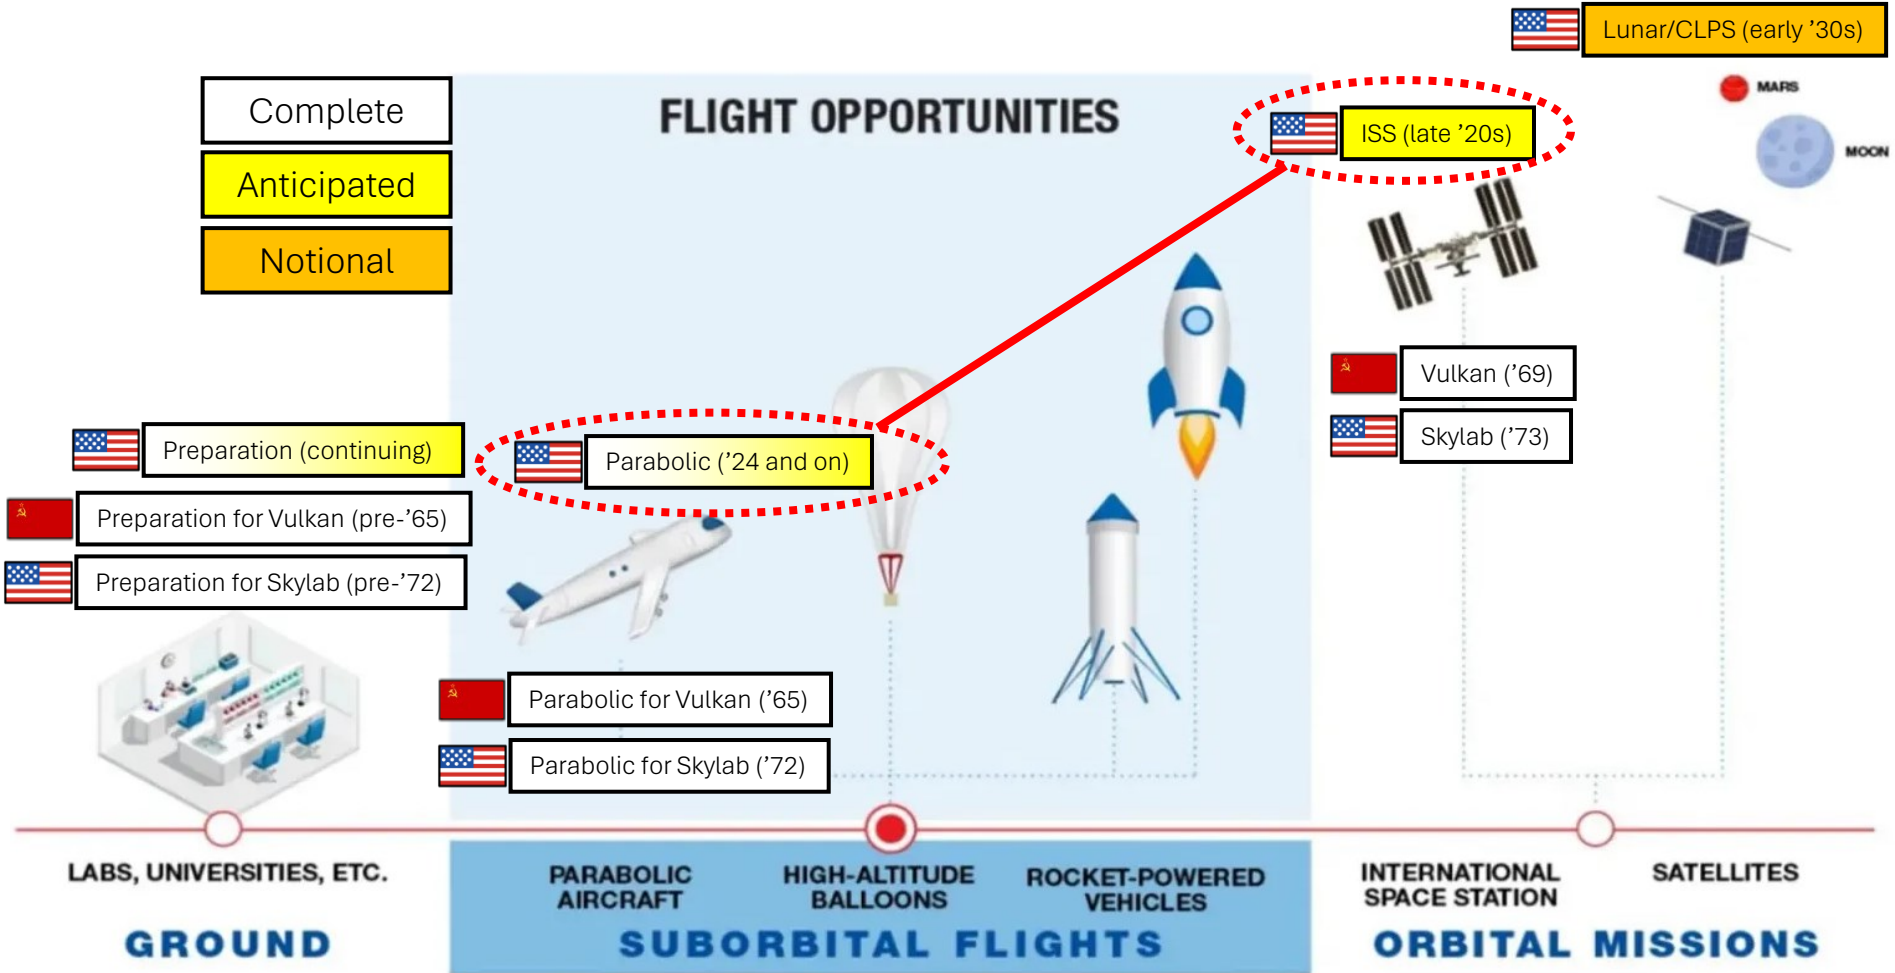 Lunar/CLPS (early ’30s)
MARS
MOON
Complete
Anticipated
Notional
FLIGHT OPPORTUNITIES
ISS (late ’20s)
Vulkan (’69)
Skylab (’73)
Preparation (continuing)
Preparation for Vulkan (pre-’65)
Preparation for Skylab (pre-’72)
Parabolic (’24 and on)
Parabolic for Vulkan (’65)
Parabolic for Skylab (’72)
LABS, UNIVERSITIES, ETC.
GROUND
PARABOLIC
AIRCRAFT
HIGH-ALTITUDE
BALLOONS
ROCKET-POWERED
VEHICLES
SUBORBITAL FLIGHTS
INTERNATIONAL
SPACE STATION
SATELLITES
ORBITAL MISSIONS